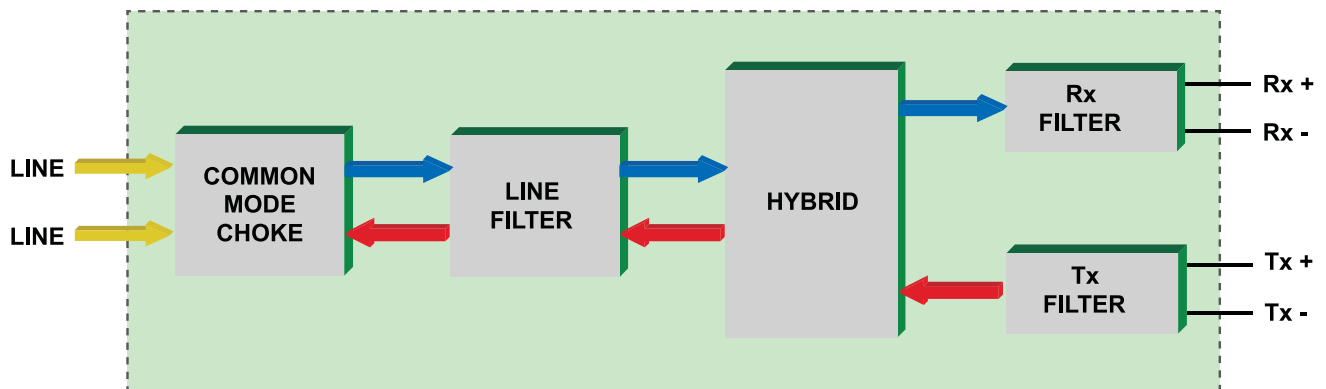 LINE
LINE
COMMON
MODE
CHOKE
LINE
FILTER
HYBRID
Rx
FILTER
Rx +
Rx -
Tx
FILTER
Tx +
Tx -